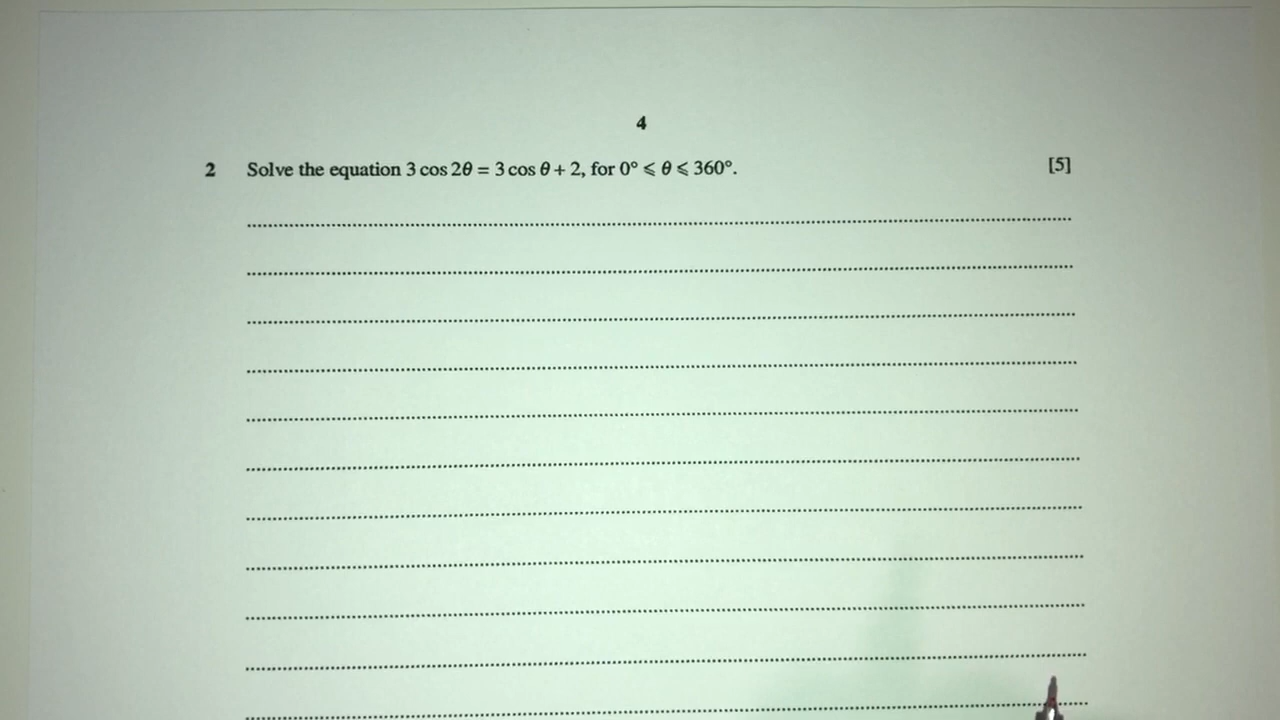 4
2 Solve the equation 3 cos 2θ = 3 cos θ + 2, for 0° ⩽ θ ⩽ 360°. [5]